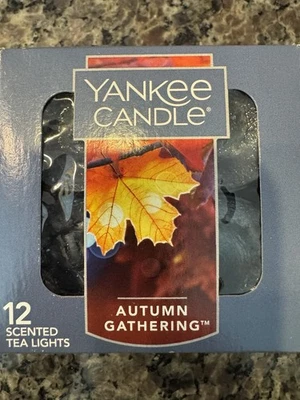 YANKEE
CANDLE®
AUTUMN
GATHERING™
12
SCENTED
TEA LIGHTS